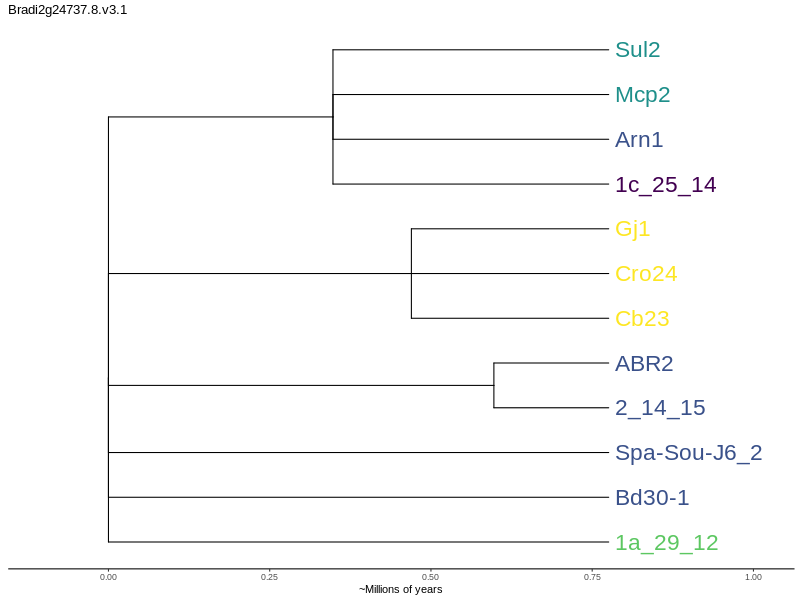 Bradi2g24737.8.v3.1
Sul2
Mcp2
Arn1
1c_25_14
Gj1
Cro24
Cb23
ABR2
2_14_15
Spa-Sou-J6_2
Bd30-1
1a_29_12
0.00 0.25 0.50 0.75 1.00
~Millions of years